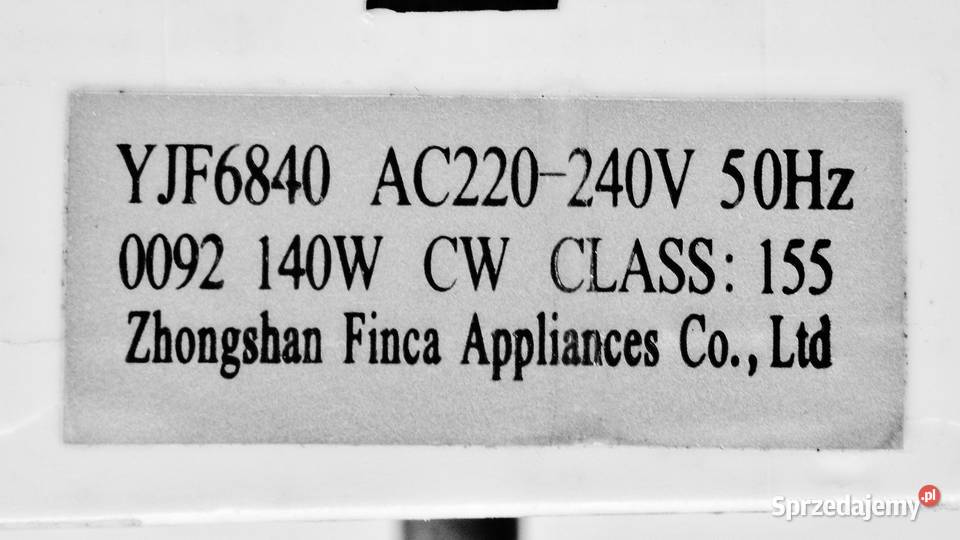 YJF6840 AC220-240V 50Hz
0092 140W CW CLASS: 155
Zhongshan Finca Appliances Co., Ltd
Sprzedajemy.pl